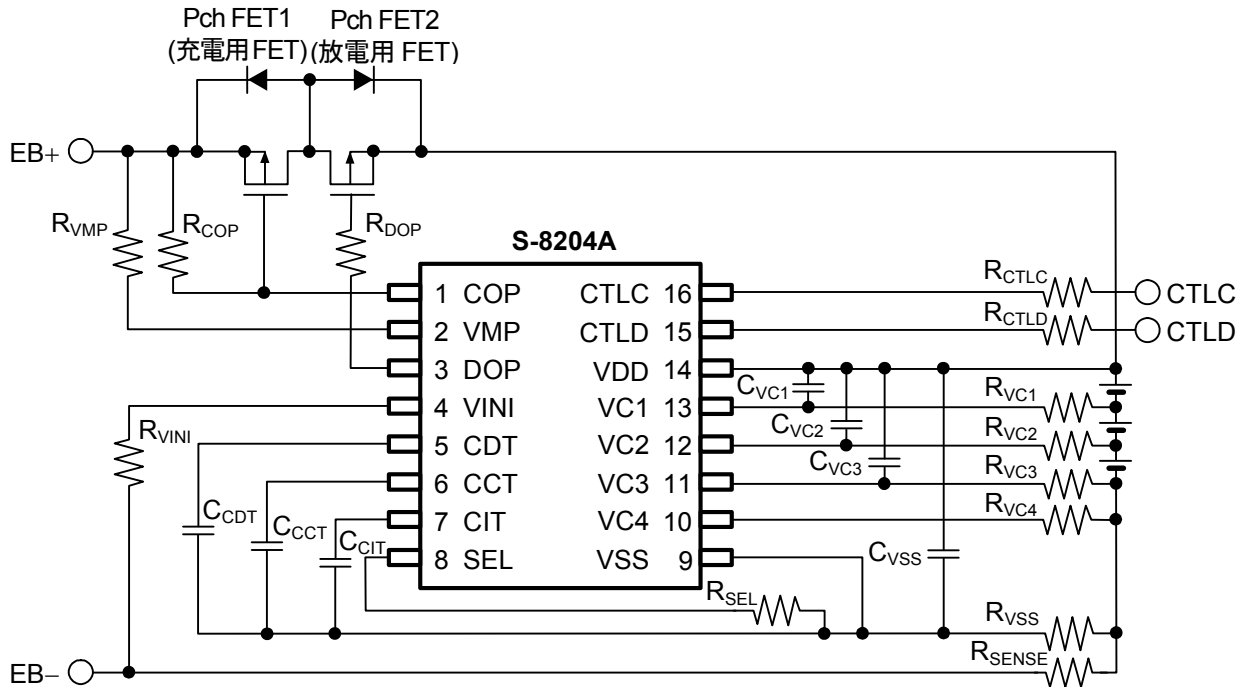 Pch FET1 Pch FET2
(充電用FET) (放電用 FET)
EB+
RVMP
RCOP
RDOP
S-8204A
1 COP CTLC 16
RCTLC
CTLC
2 VMP CTLD 15
RCTLD
CTLD
3 DOP VDD 14
4 VINI VC1 13
CVC1
RVC1
RVINI
5 CDT VC2 12
CVC2
RVC2
6 CCT VC3 11
CVC3
RVC3
7 CIT VC4 10
RVC4
8 SEL VSS 9
CCDT
CCCT
CCIT
CVSS
RSEL
RVSS
RSENSE
EB−